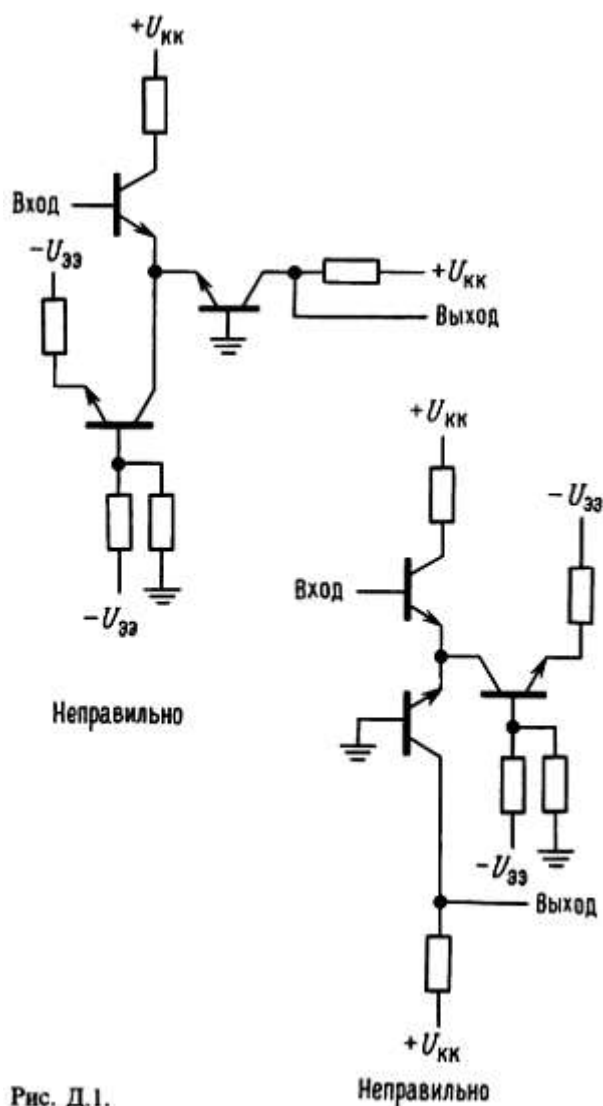 +Uкк
Вход
-Uээ
+Uкк
Выход
-Uээ
Неправильно
+Uкк
-Uээ
Вход
-Uээ
Выход
+Uкк
Неправильно
Рис. Д.1.